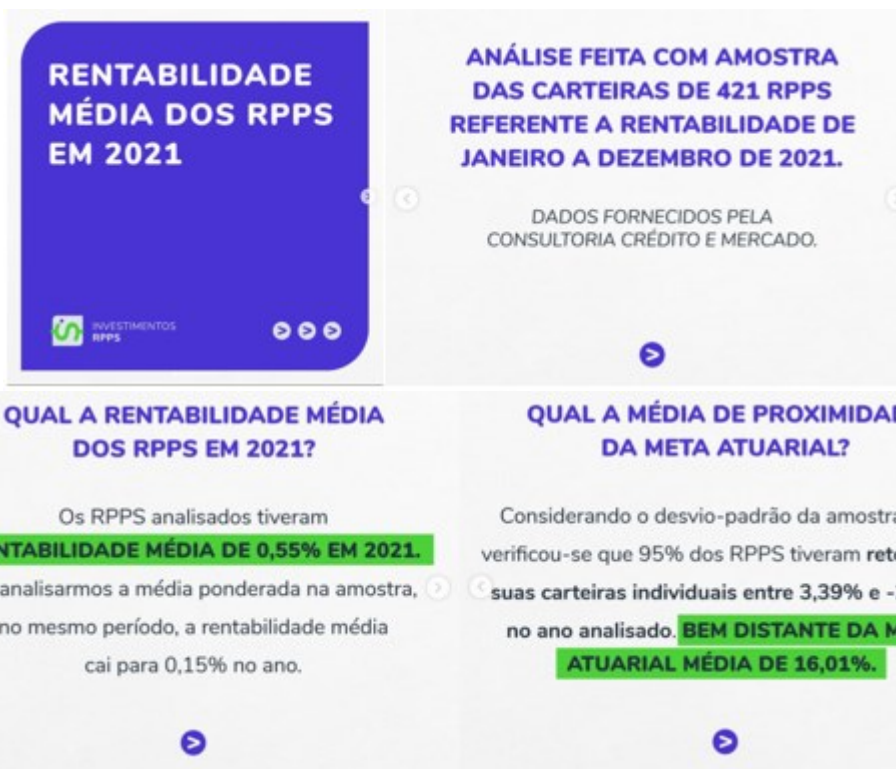 RENTABILIDADE
MÉDIA DOS RPPS
EM 2021
INVESTIMENTOS
RPPS
ANÁLISE FEITA COM AMOSTRA
DAS CARTEIRAS DE 421 RPPS
REFERENTE A RENTABILIDADE DE
JANEIRO A DEZEMBRO DE 2021.
DADOS FORNECIDOS PELA
CONSULTORIA CRÉDITO E MERCADO.
QUAL A RENTABILIDADE MÉDIA
DOS RPPS EM 2021?
Os RPPS analisados tiveram
NTABILIDADE MÉDIA DE 0,55% EM 2021.
analisarmos a média ponderada na amostra,
no mesmo período, a rentabilidade média
cai para 0,15% no ano.
QUAL A MÉDIA DE PROXIMIDA
DA META ATUARIAL?
Considerando o desvio-padrão da amostra
verificou-se que 95% dos RPPS tiveram ret
suas carteiras individuais entre 3,39% e -
no ano analisado. BEM DISTANTE DA M
ATUARIAL MÉDIA DE 16,01%.